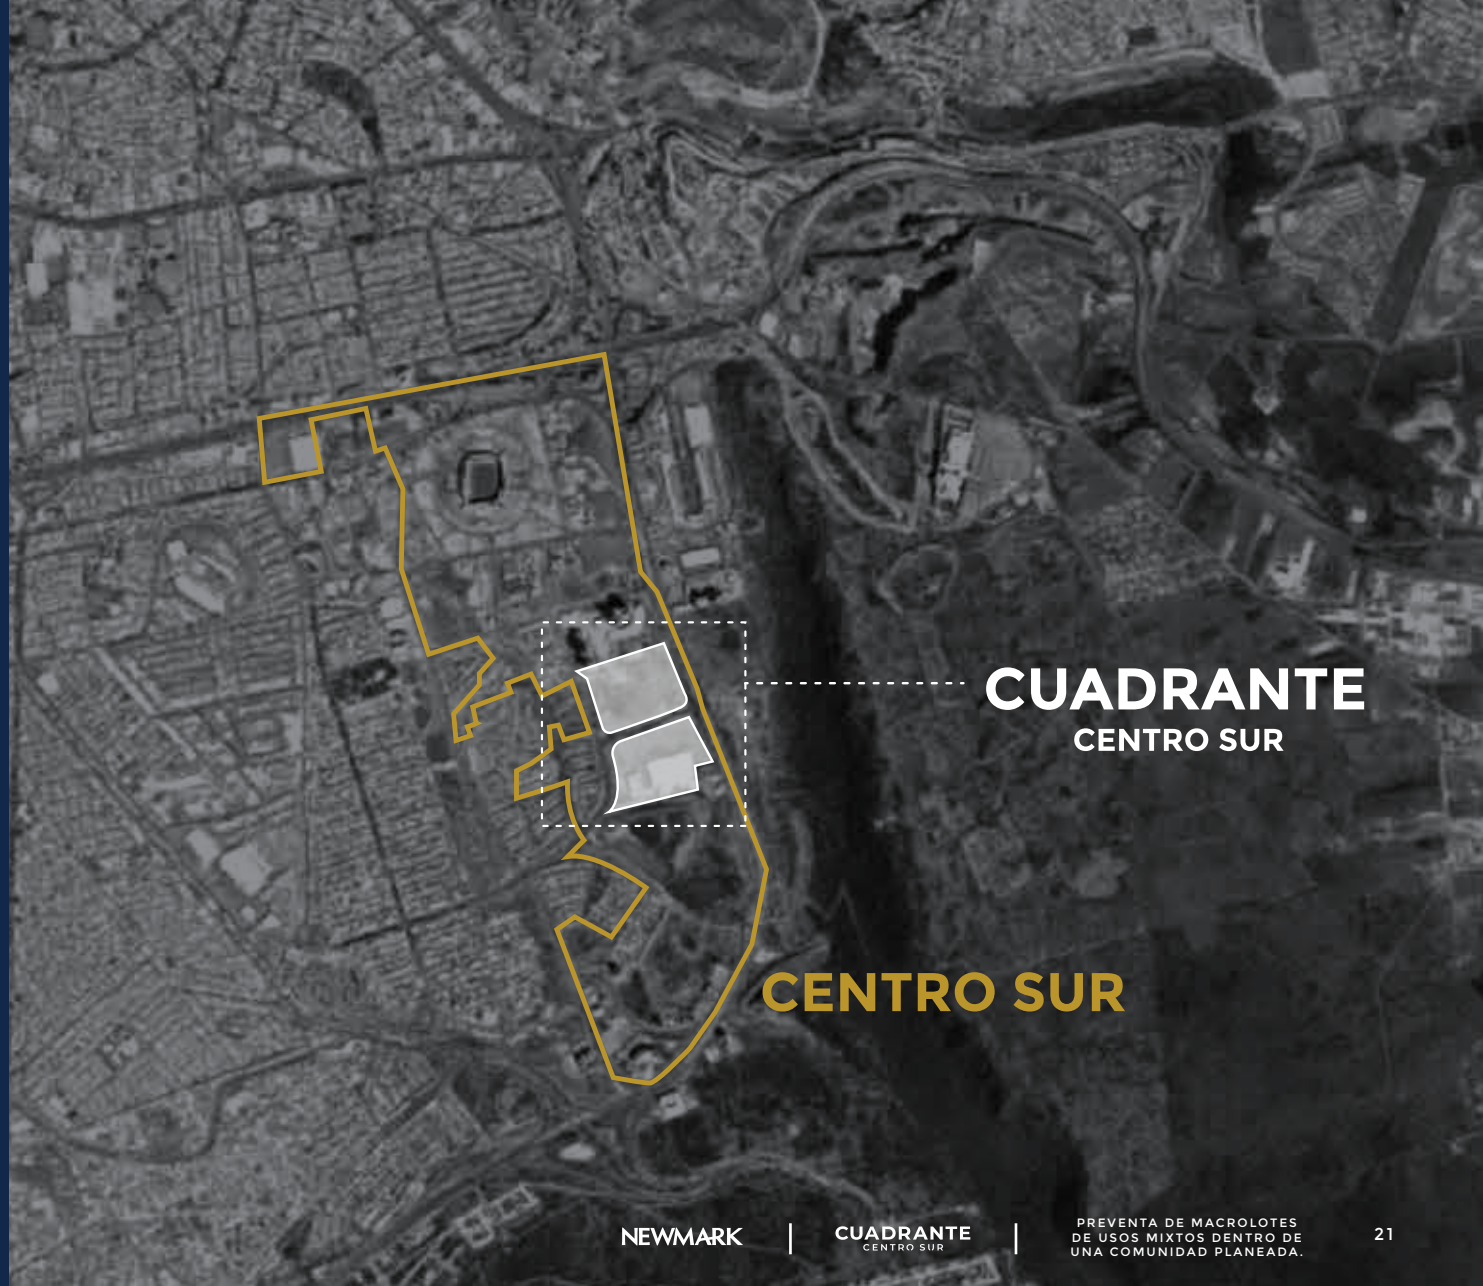 CUADRANTE
CENTRO SUR
CENTRO SUR
NEWMARK
CUADRANTE
CENTRO SUR
PREVENTA DE MACROLOTES
DE USOS MIXTOS DENTRO DE
UNA COMUNIDAD PLANEADA.
21